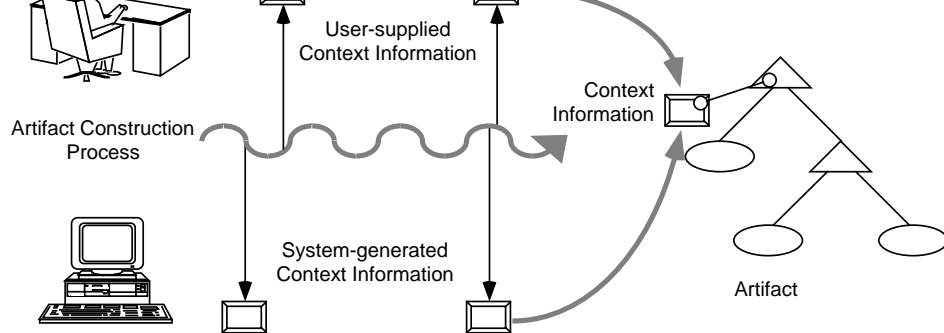 User-supplied
Context Information
Context
Information
Artifact Construction
Process
System-generated
Context Information
Artifact